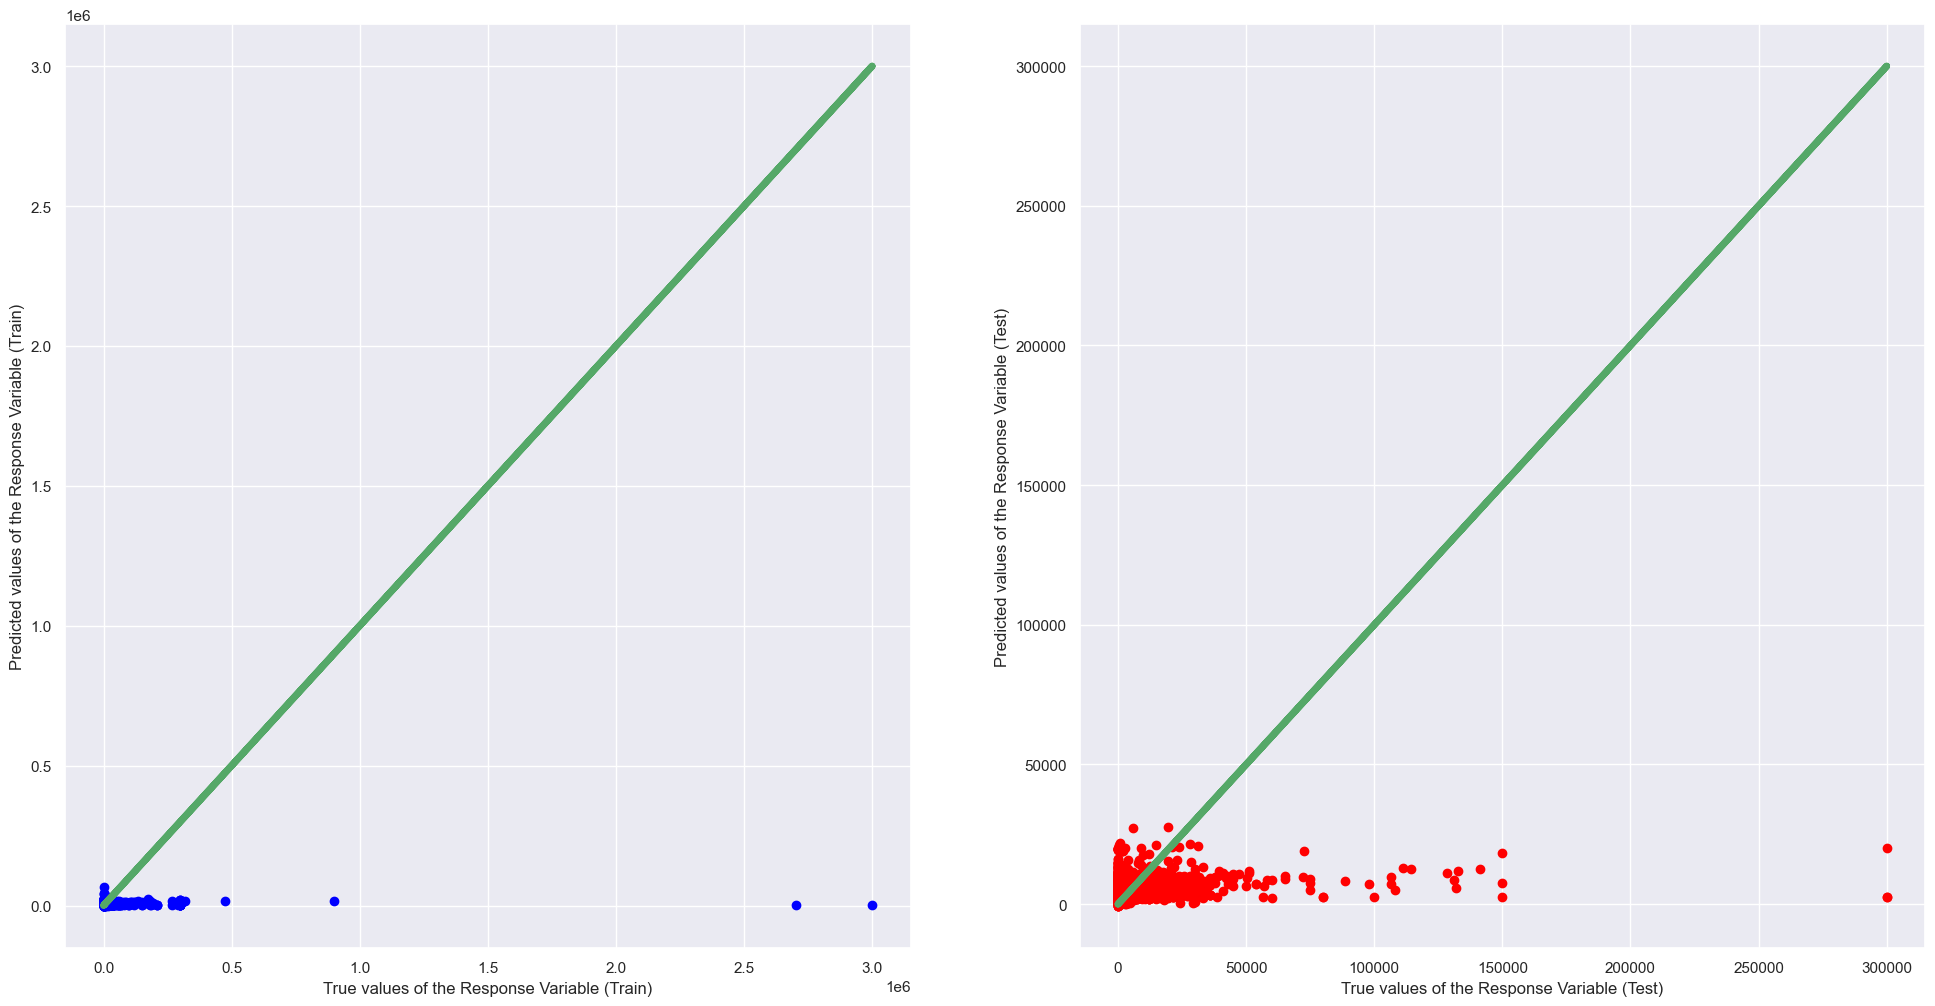 1e6
3.0
2.5
2.0
1.5
1.0
0.5
0.0
Predicted values of the Response Variable (Train)
0.0 0.5 1.0 1.5 2.0 2.5 3.0
1e6
True values of the Response Variable (Train)
300000
250000
200000
150000
100000
50000
0
Predicted values of the Response Variable (Test)
0 50000 100000 150000 200000 250000 300000
True values of the Response Variable (Test)